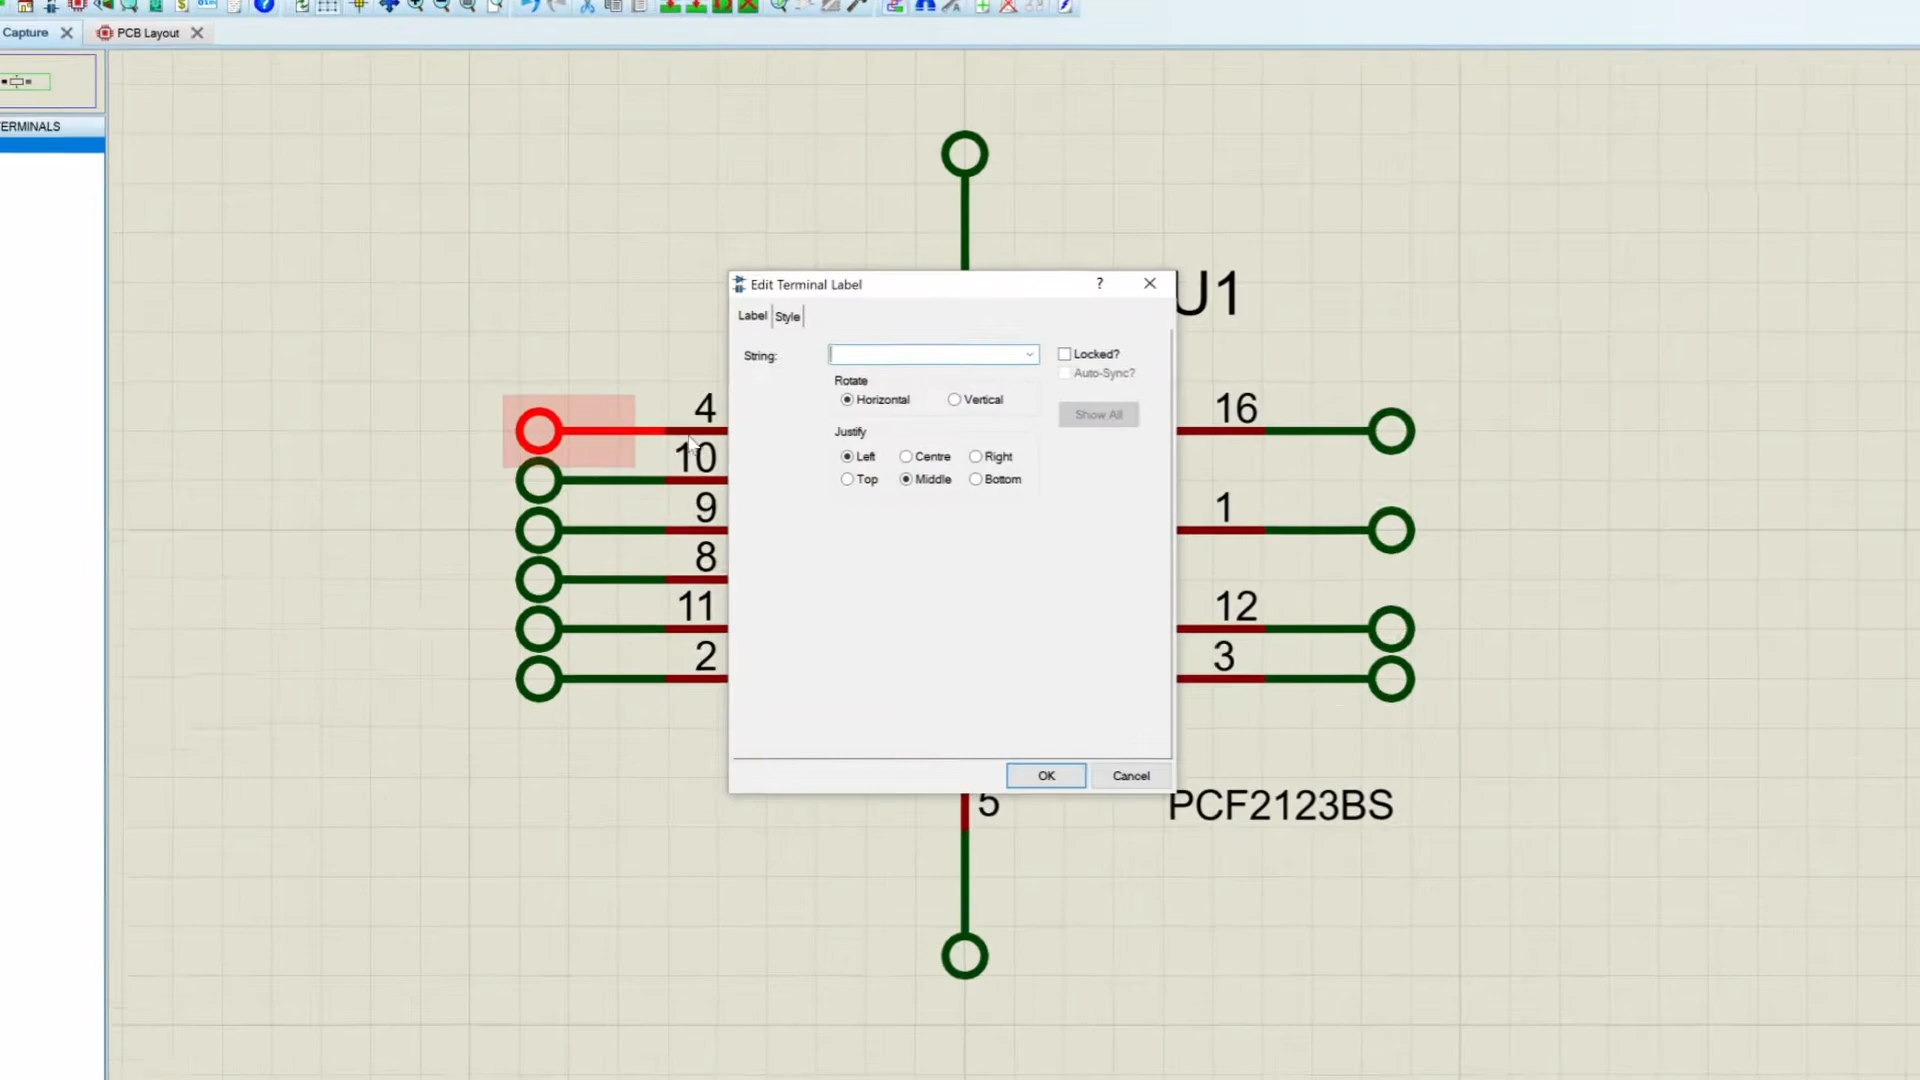 Capture
PCB Layout
ERMINALS
U1
Edit Terminal Label
?
Label
Style
String:
Locked?
Auto-Sync?
Rotate
Horizontal
Vertical
Show All
Justify
Left
Centre
Right
Top
Middle
Bottom
OK
Cancel
4
10
9
8
11
2
16
1
12
3
5
PCF2123BS